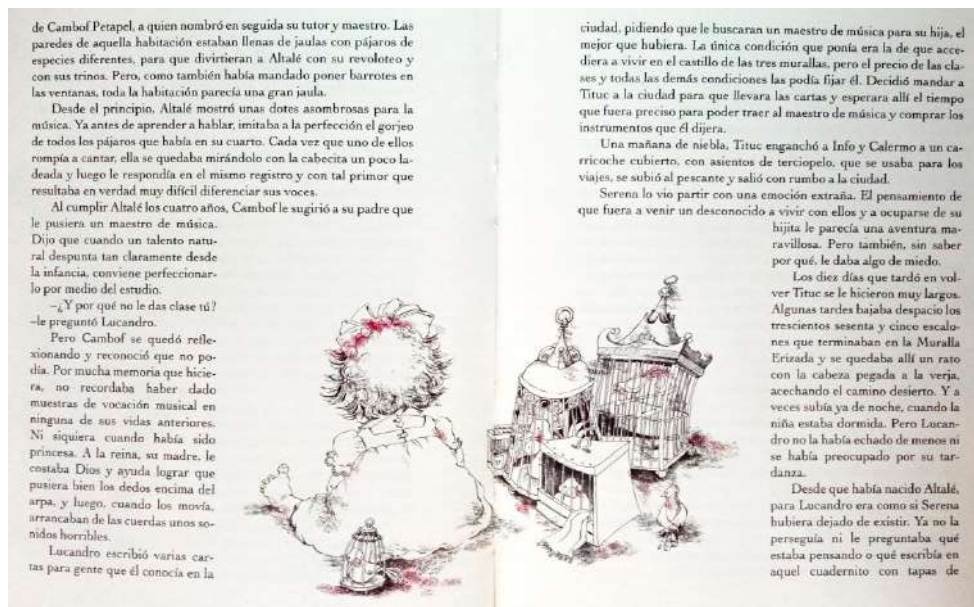 de Cambof Petapel, a quien nombró en seguida su tutor y maestro. Las
paredes de aquella habitación estaban llenas de jaulas con pájaros de
especies diferentes, para que divirtieran a Altalé con su revoloteo y
con sus trinos. Pero, como también había mandado poner barrotes en
las ventanas, toda la habitación parecía una gran jaula.
Desde el principio, Altalé mostró unas dotes asombrosas para la
música. Ya antes de aprender a hablar, imitaba a la perfección el gorjeo
de todos los pájaros que había en su cuarto. Cada vez que uno de ellos
rompía a cantar, ella se quedaba mirándolo con la cabecita un poco la-
deada y luego le respondía en el mismo registro y con tal primor que
resultaba en verdad muy difícil diferenciar sus voces.
Al cumplir Altalé los cuatro años, Cambof le sugirió a su padre que
le pusiera un maestro de música.
Dijo que cuando un talento natu-
ral despunta tan claramente desde
la infancia, conviene perfeccionar-
lo por medio del estudio.
–¿Y por qué no le das clase tú?
–le preguntó Lucandro.
Pero Cambof se quedó refle-
xionando y reconoció que no po-
día. Por mucha memoria que hicie-
ra, no recordaba haber dado
muestras de vocación musical en
ninguna de sus vidas anteriores.
Ni siquiera cuando había sido
princesa. A la reina, su madre, le
costaba Dios y ayuda lograr que
pusiera bien los dedos encima del
arpa, y luego, cuando los movía,
arrancaban de las cuerdas unos so-
nidos horribles.
Lucandro escribió varias car-
tas para gente que él conocía en la
ciudad, pidiendo que le buscaran un maestro de música para su hija, el
mejor que hubiera. La única condición que ponía era la de que acce-
diera a vivir en el castillo de las tres murallas, pero el precio de las cla-
ses y todas las demás condiciones las podía fijar él. Decidió mandar a
Tituc a la ciudad para que llevara las cartas y esperara allí el tiempo
que fuera preciso para poder traer al maestro de música y comprar los
instrumentos que él dijera.
Una mañana de niebla, Tituc enganchó a Info y Calermo a un ca-
rricoche cubierto, con asientos de terciopelo, que se usaba para los
viajes, se subió al pescante y salió con rumbo a la ciudad.
Serena lo vio partir con una emoción extraña. El pensamiento de
que fuera a venir un desconocido a vivir con ellos y a ocuparse de su
hijita le parecía una aventura ma-
ravillosa. Pero también, sin saber
por qué, le daba algo de miedo.
Los diez días que tardó en vol-
ver Tituc se le hicieron muy largos.
Algunas tardes bajaba despacio los
trescientos sesenta y cinco escalo-
nes que terminaban en la Muralla
Erizada y se quedaba allí un rato
con la cabeza pegada a la verja,
acechando el camino desierto. Y a
veces subía ya de noche, cuando la
niña estaba dormida. Pero Lucan-
dro no la había echado de menos ni
se había preocupado por su tar-
danza.
Desde que había nacido Altalé,
para Lucandro era como si Serena
hubiera dejado de existir. Ya no la
perseguía ni le preguntaba qué
estaba pensando o qué escribía en
aquel cuadernito con tapas de